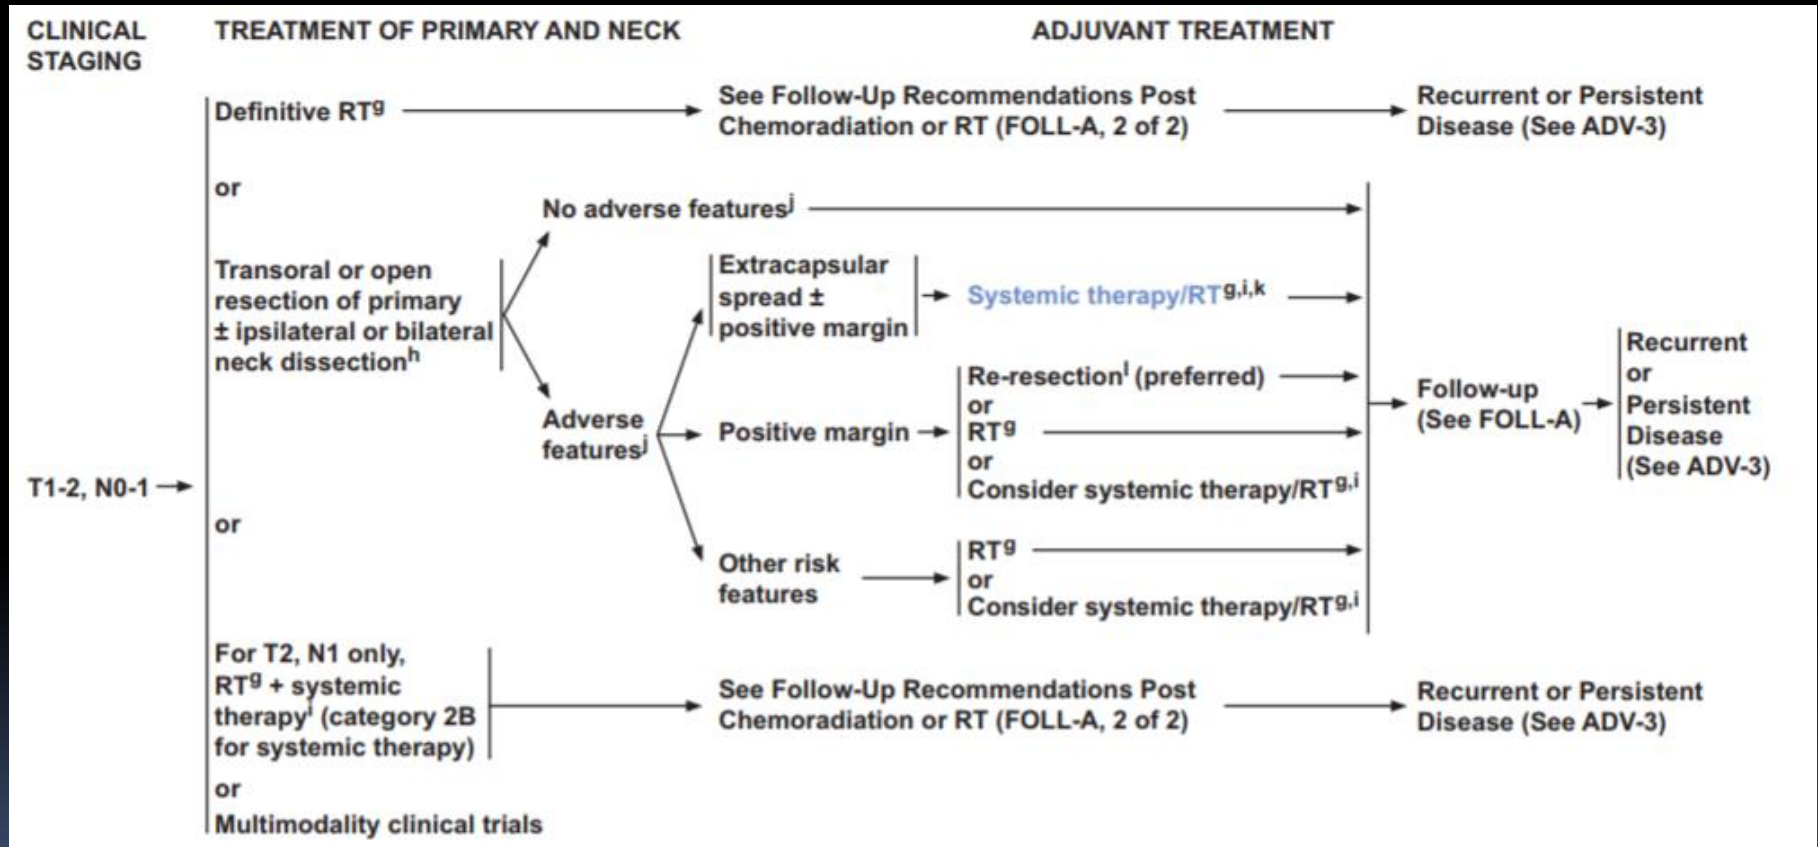 CLINICAL
STAGING
TREATMENT OF PRIMARY AND NECK
ADJUVANT TREATMENT
T1-2, N0-1
Definitive RTg
See Follow-Up Recommendations Post
Chemoradiation or RT (FOLL-A, 2 of 2)
Recurrent or Persistent
Disease (See ADV-3)
or
Transoral or open
resection of primary
± ipsilateral or bilateral
neck dissectionh
No adverse featuresj
Adverse
featuresj
Extracapsular
spread ±
positive margin
Systemic therapy/RTg,i,k
Positive margin
Re-resectionl (preferred)
or
RTg
or
Consider systemic therapy/RTg,i
Other risk
features
RTg
or
Consider systemic therapy/RTg,i
Follow-up
(See FOLL-A)
Recurrent
or
Persistent
Disease
(See ADV-3)
or
For T2, N1 only,
RTg + systemic
therapyi (category 2B
for systemic therapy)
See Follow-Up Recommendations Post
Chemoradiation or RT (FOLL-A, 2 of 2)
Recurrent or Persistent
Disease (See ADV-3)
or
Multimodality clinical trials